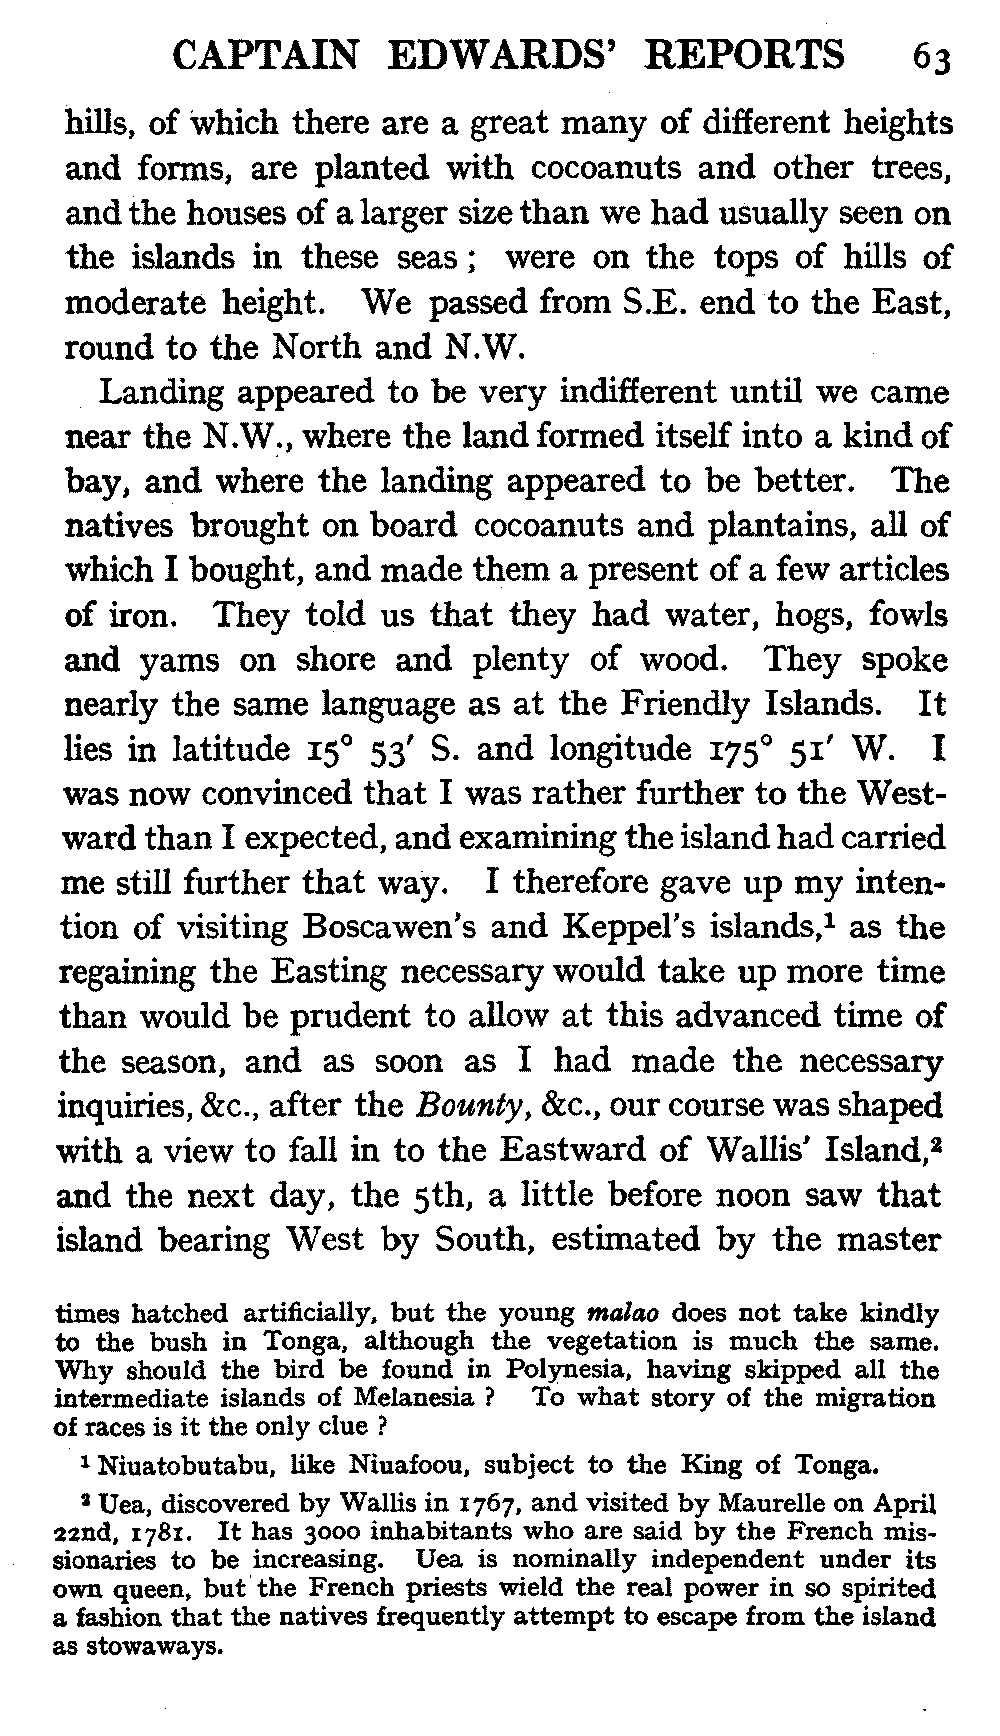 CAPTAIN EDWARDS' REPORTS 63
hills, of which there are a great many of different heights
and forms, are planted with cocoanuts and other trees,
and the houses of a larger size than we had usually seen on
the islands in these seas ; were on the tops of hills of
moderate height. We passed from S.E. end to the East,
round to the North and N.W.
Landing appeared to be very indifferent until we came
near the N.W., where the land formed itself into a kind of
bay, and where the landing appeared to be better. The
natives brought on board cocoanuts and plantains, all of
which I bought, and made them a present of a few articles
of iron. They told us that they had water, hogs, fowls
and yams on shore and plenty of wood. They spoke
nearly the same language as at the Friendly Islands. It
lies in latitude 15° 53′ S. and longitude 175° 51′ W. I
was now convinced that I was rather further to the West-
ward than I expected, and examining the island had carried
me still further that way. I therefore gave up my inten-
tion of visiting Boscawen's and Keppel's islands,¹ as the
regaining the Easting necessary would take up more time
than would be prudent to allow at this advanced time of
the season, and as soon as I had made the necessary
inquiries, &c., after the Bounty, &c., our course was shaped
with a view to fall in to the Eastward of Wallis' Island,²
and the next day, the 5th, a little before noon saw that
island bearing West by South, estimated by the master
times hatched artificially, but the young malao does not take kindly
to the bush in Tonga, although the vegetation is much the same.
Why should the bird be found in Polynesia, having skipped all the
intermediate islands of Melanesia ? To what story of the migration
of races is it the only clue ?
¹ Niuatobutabu, like Niuafoou, subject to the King of Tonga.
² Uea, discovered by Wallis in 1767, and visited by Maurelle on April
22nd, 1781. It has 3000 inhabitants who are said by the French mis-
sionaries to be increasing. Uea is nominally independent under its
own queen, but the French priests wield the real power in so spirited
a fashion that the natives frequently attempt to escape from the island
as stowaways.